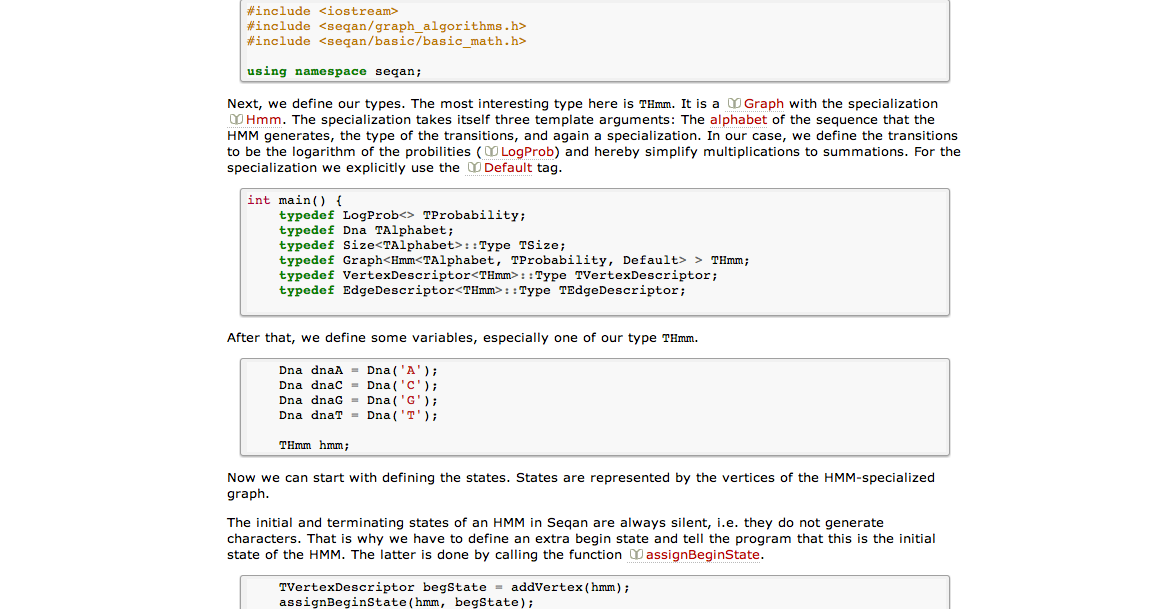 #include <iostream>
#include <seqan/graph_algorithms.h>
#include <seqan/basic/basic_math.h>
using namespace seqan;
Next, we define our types. The most interesting type here is THmm. It is a Graph with the specialization
Hmm. The specialization takes itself three template arguments: The alphabet of the sequence that the
HMM generates, the type of the transitions, and again a specialization. In our case, we define the transitions
to be the logarithm of the probilities ( LogProb) and hereby simplify multiplications to summations. For the
specialization we explicitly use the Default tag.
int main() {
    typedef LogProb<> TProbability;
    typedef Dna TAlphabet;
    typedef Size<TAlphabet>::Type TSize;
    typedef Graph<Hmm<TAlphabet, TProbability, Default> > THmm;
    typedef VertexDescriptor<THmm>::Type TVertexDescriptor;
    typedef EdgeDescriptor<THmm>::Type TEdgeDescriptor;
After that, we define some variables, especially one of our type THmm.
    Dna dnaA = Dna('A');
    Dna dnaC = Dna('C');
    Dna dnaG = Dna('G');
    Dna dnaT = Dna('T');
    THmm hmm;
Now we can start with defining the states. States are represented by the vertices of the HMM-specialized
graph.
The initial and terminating states of an HMM in Seqan are always silent, i.e. they do not generate
characters. That is why we have to define an extra begin state and tell the program that this is the initial
state of the HMM. The latter is done by calling the function assignBeginState.
    TVertexDescriptor begState = addVertex(hmm);
    assignBeginState(hmm, begState);